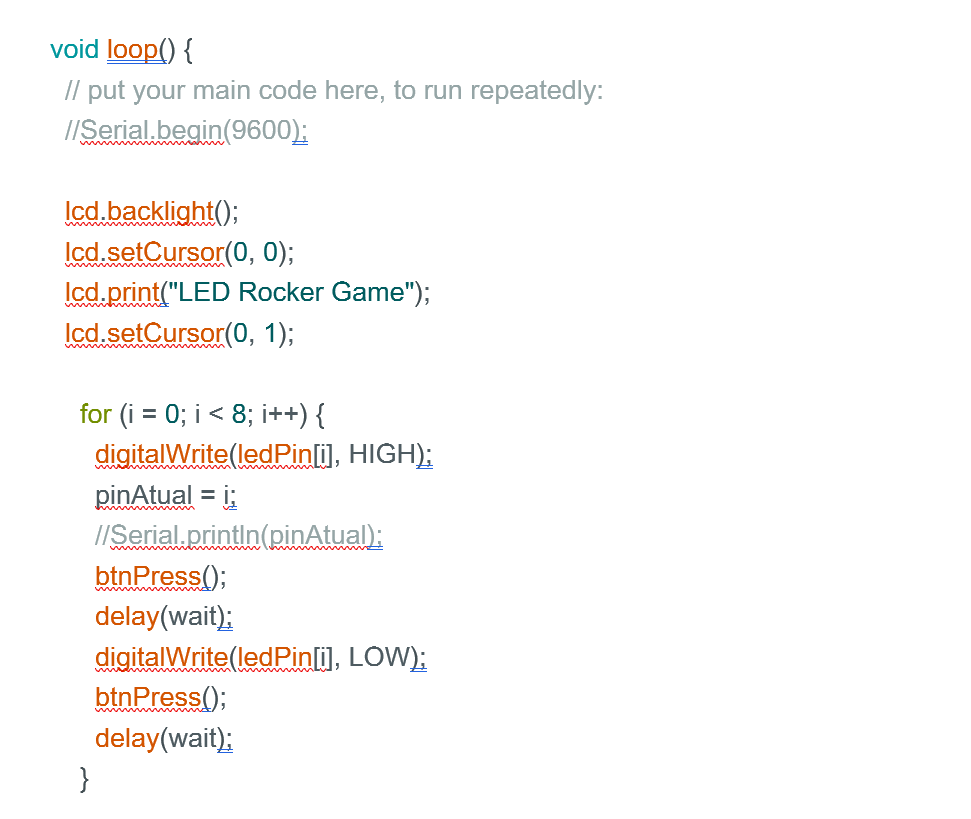 void loop() {
// put your main code here, to run repeatedly:
//Serial.begin(9600);
lcd.backlight();
lcd.setCursor(0, 0);
lcd.print("LED Rocker Game");
lcd.setCursor(0, 1);
for (i = 0; i < 8; i++) {
digitalWrite(ledPin[i], HIGH);
pinAtual = i;
//Serial.println(pinAtual);
btnPress();
delay(wait);
digitalWrite(ledPin[i], LOW);
btnPress();
delay(wait);
}